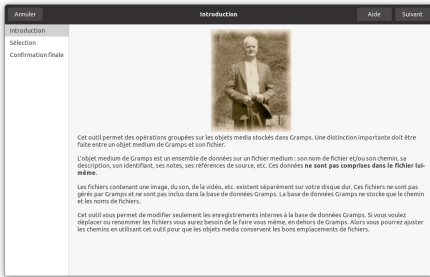 Annuler Introduction Aide Suivant
Introduction
Sélection
Confirmation finale
Cet outil permet des opérations groupées sur les objets media stockés dans Gramps. Une distinction importante doit être
faite entre un objet medium de Gramps et son fichier.
L'objet medium de Gramps est un ensemble de données sur un fichier medium : son nom de fichier et/ou son chemin, sa
description, son identifiant, ses notes, ses références de source, etc. Ces données ne sont pas comprises dans le fichier lui-
même.
Les fichiers contenant une image, du son, de la vidéo, etc. existent séparément sur votre disque dur. Ces fichiers ne sont pas
gérés par Gramps et ne sont pas inclus dans la base de données Gramps. La base de données Gramps ne stocke que le chemin
et les noms de fichiers.
Cet outil vous permet de modifier seulement les enregistrements internes à la base de données Gramps. Si vous voulez
déplacer ou renommer les fichiers vous aurez besoin de le faire vous même, en dehors de Gramps. Alors vous pourrez ajuster
les chemins en utilisant cet outil pour que les objets media conservent les bons emplacements de fichiers.